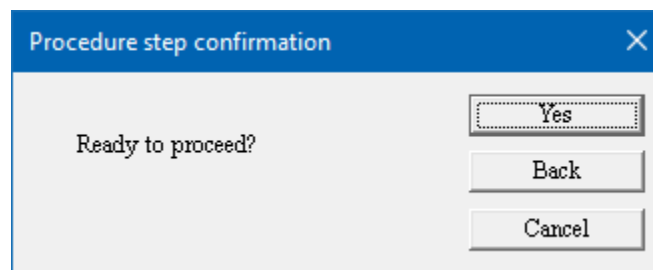 Procedure step confirmation
Ready to proceed?
Yes
Back
Cancel